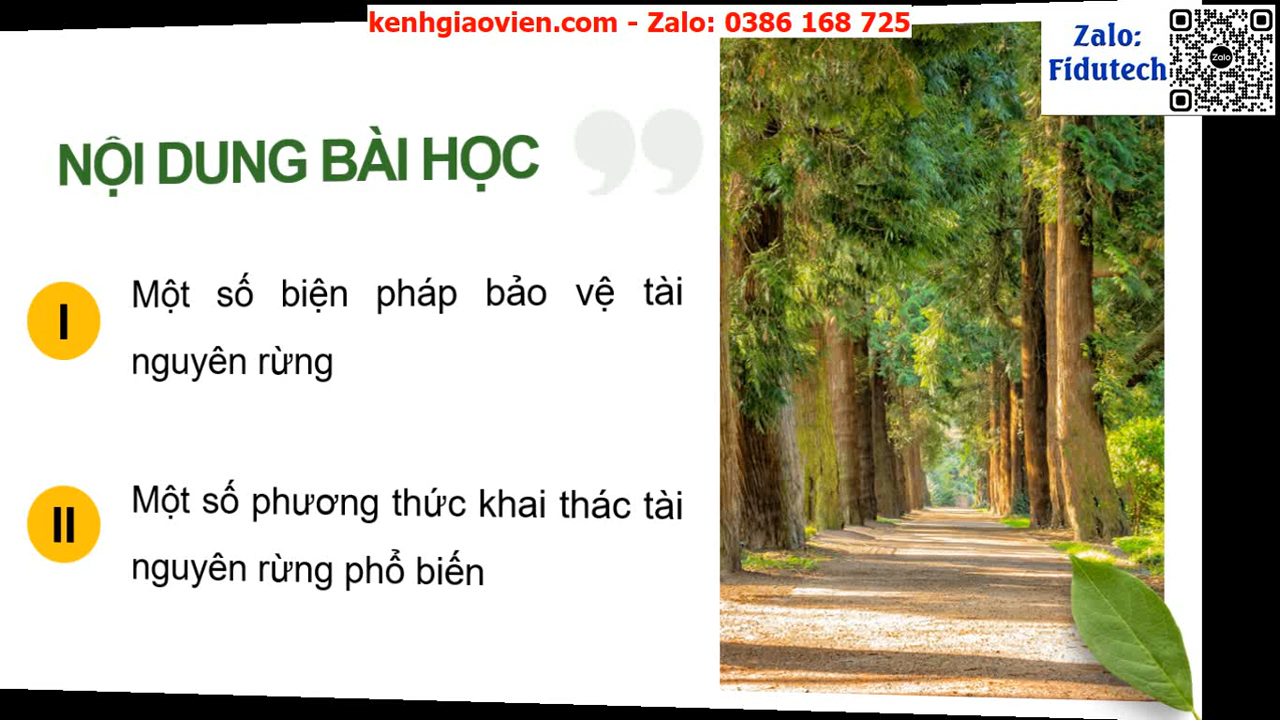 kenhgiaovien.com - Zalo: 0386 168 725
Zalo:
Fidutech
Zalo
NỘI DUNG BÀI HỌC
I
Một số biện pháp bảo vệ tài
nguyên rừng
II
Một số phương thức khai thác tài
nguyên rừng phổ biến